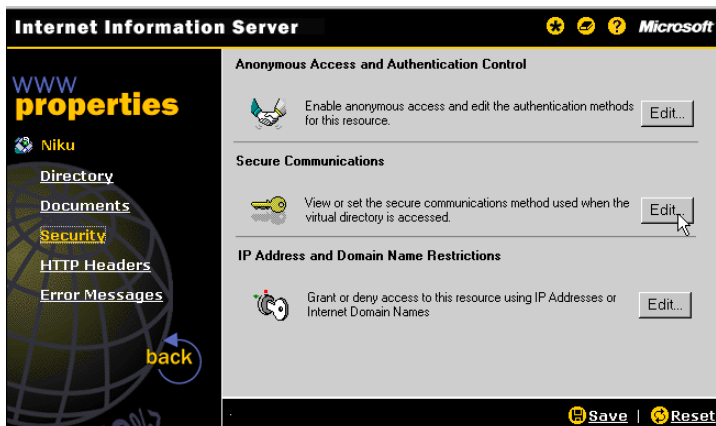 Internet Information Server
? Microsoft
www
properties
Niku
Directory
Documents
Security
HTTP Headers
Error Messages
back
Anonymous Access and Authentication Control
Enable anonymous access and edit the authentication methods
for this resource.
Edit...
Secure Communications
View or set the secure communications method used when the
virtual directory is accessed.
Edit...
IP Address and Domain Name Restrictions
Grant or deny access to this resource using IP Addresses or
Internet Domain Names
Edit...
Save | Reset